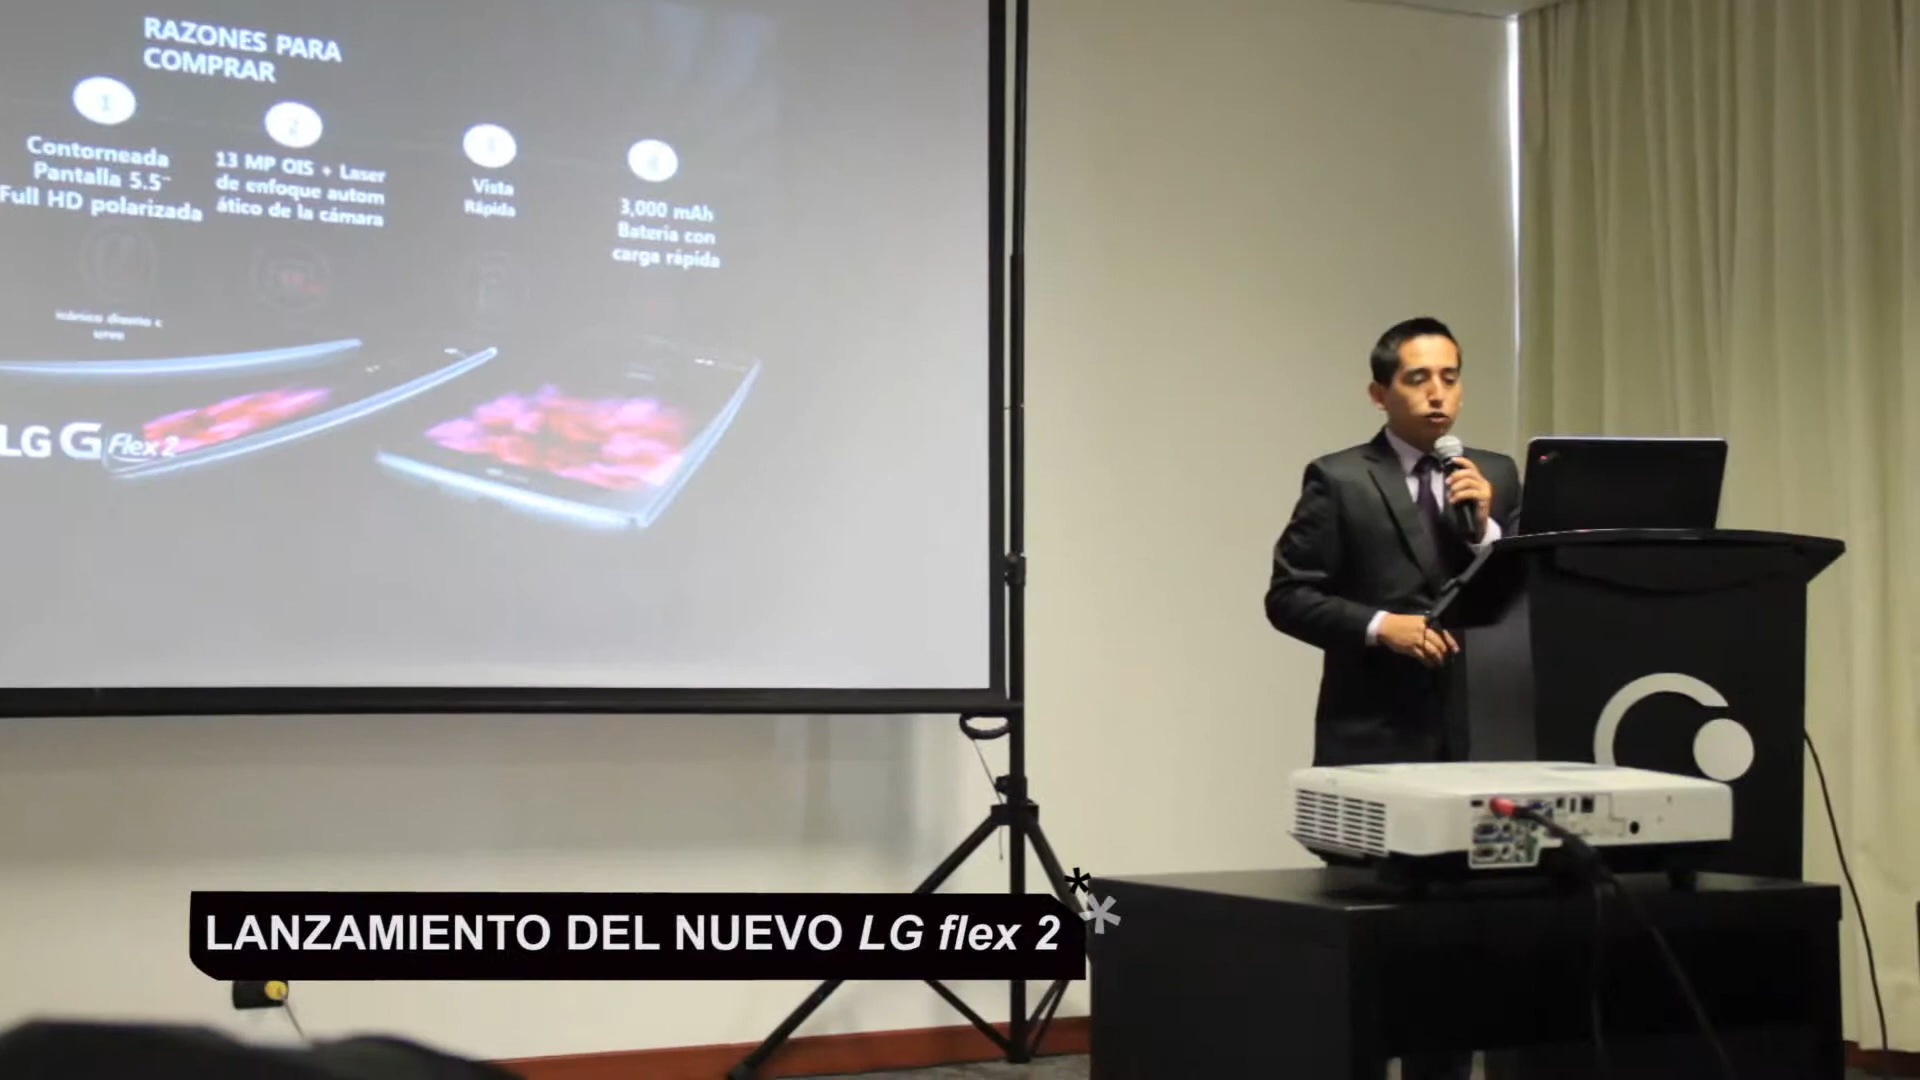 RAZONES PARA
COMPRAR
1
Contorneada
Pantalla 5.5"
Full HD polarizada
2
13 MP OIS + Laser
de enfoque autom
ático de la cámara
3
Vista
Rápida
4
3,000 mAh
Bateria con
carga rápida
LG G Flex 2
LANZAMIENTO DEL NUEVO LG flex 2